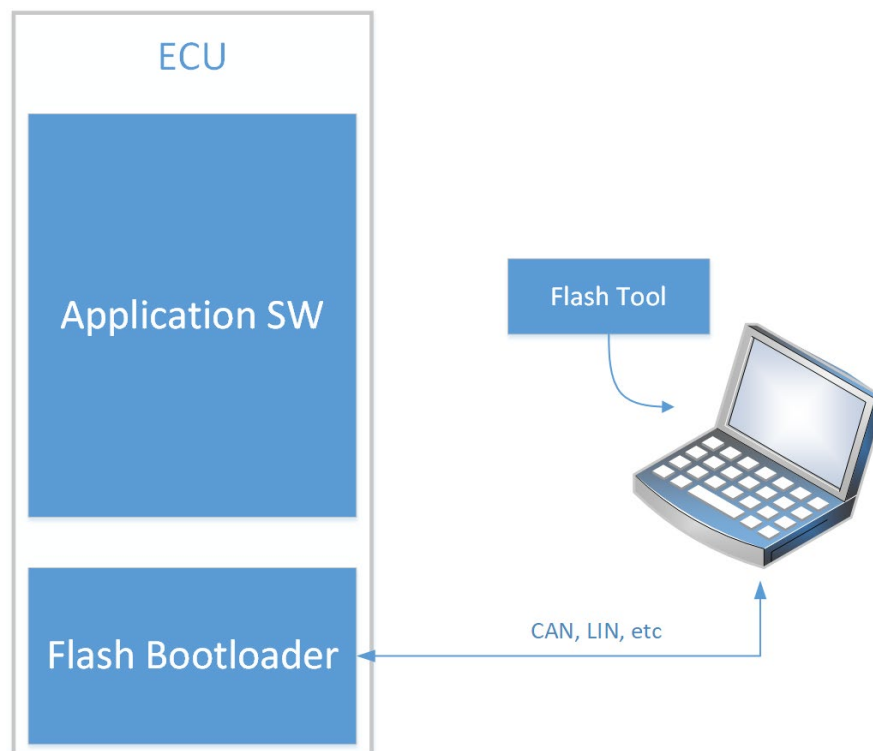 ECU
Application SW
Flash Tool
CAN, LIN, etc
Flash Bootloader